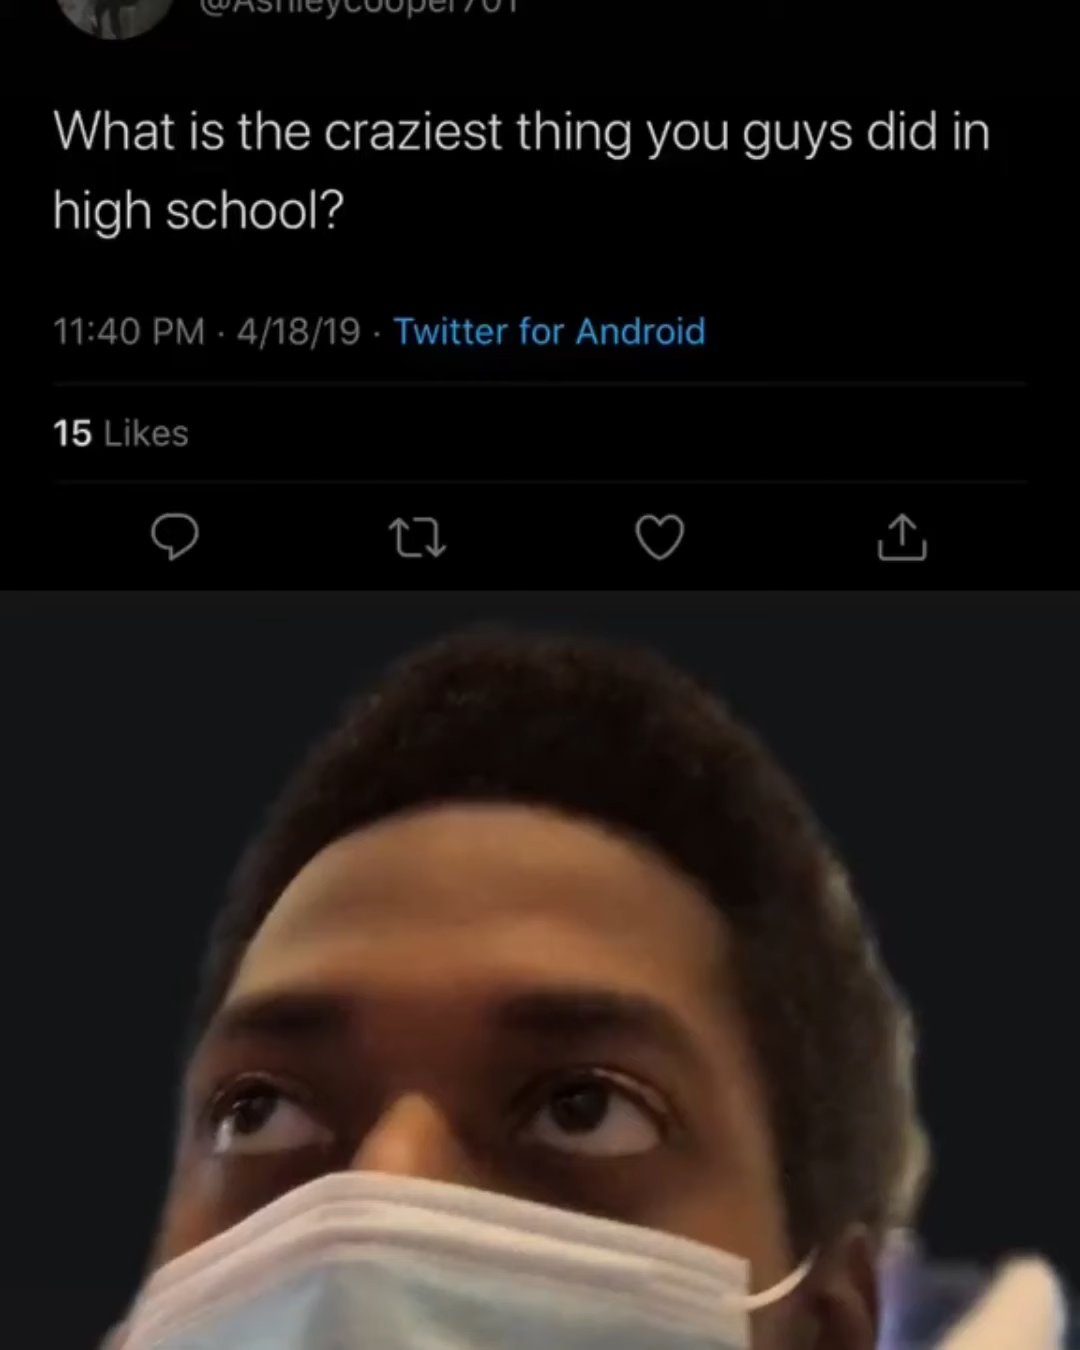 @Ashleycooper701
What is the craziest thing you guys did in
high school?
11:40 PM · 4/18/19 · Twitter for Android
15 Likes